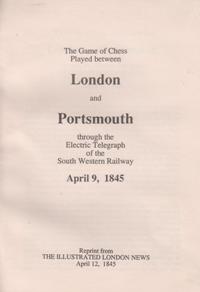 The Game of Chess
Played between
London
and
Portsmouth
through the
Electric Telegraph
of the
South Western Railway
April 9, 1845
Reprint from
THE ILLUSTRATED LONDON NEWS
April 12, 1845